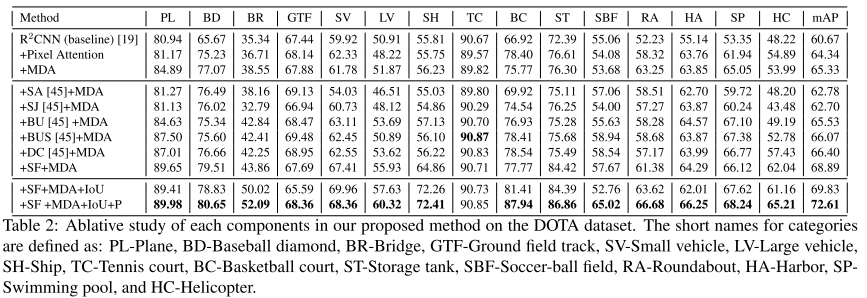 Method PL BD BR GTF SV LV SH TC BC ST SBF RA HA SP HC mAP
R²CNN (baseline) [19] 80.94 65.67 35.34 67.44 59.92 50.91 55.81 90.67 66.92 72.39 55.06 52.23 55.14 53.35 48.22 60.67
+Pixel Attention 81.17 75.23 36.71 68.14 62.33 48.22 55.75 89.57 78.40 76.61 54.08 58.32 63.76 61.94 54.89 64.34
+MDA 84.89 77.07 38.55 67.88 61.78 51.87 56.23 89.82 75.77 76.30 53.68 63.25 63.85 65.05 53.99 65.33
+SA [45]+MDA 81.27 76.49 38.16 69.13 54.03 46.51 55.03 89.80 69.92 75.11 57.06 58.51 62.70 59.72 48.20 62.78
+SJ [45]+MDA 81.13 76.02 32.79 66.94 60.73 48.12 54.86 90.29 74.54 76.25 54.00 57.27 63.87 60.24 43.48 62.70
+BU [45] +MDA 84.63 75.34 42.84 68.47 63.11 53.69 57.13 90.70 76.93 75.28 55.63 58.28 64.57 67.10 49.19 65.53
+BUS [45]+MDA 87.50 75.60 42.41 69.48 62.45 50.89 56.10 90.87 78.41 75.68 58.94 58.68 63.87 67.38 52.78 66.07
+DC [45]+MDA 87.01 76.66 42.25 68.95 62.55 53.62 56.22 90.83 78.54 75.49 58.54 57.17 63.99 66.77 57.43 66.40
+SF+MDA 89.65 79.51 43.86 67.69 67.41 55.93 64.86 90.71 77.77 84.42 57.67 61.38 64.29 66.12 62.04 68.89
+SF+MDA+IoU 89.41 78.83 50.02 65.59 69.96 57.63 72.26 90.73 81.41 84.39 52.76 63.62 62.01 67.62 61.16 69.83
+SF +MDA+IoU+P 89.98 80.65 52.09 68.36 68.36 60.32 72.41 90.85 87.94 86.86 65.02 66.68 66.25 68.24 65.21 72.61
Table 2: Ablative study of each components in our proposed method on the DOTA dataset. The short names for categories
are defined as: PL-Plane, BD-Baseball diamond, BR-Bridge, GTF-Ground field track, SV-Small vehicle, LV-Large vehicle,
SH-Ship, TC-Tennis court, BC-Basketball court, ST-Storage tank, SBF-Soccer-ball field, RA-Roundabout, HA-Harbor, SP-
Swimming pool, and HC-Helicopter.